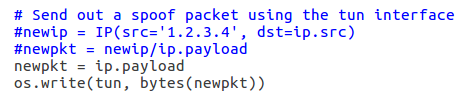 # Send out a spoof packet using the tun interface
#newip = IP(src='1.2.3.4', dst=ip.src)
#newpkt = newip/ip.payload
newpkt = ip.payload
os.write(tun, bytes(newpkt))